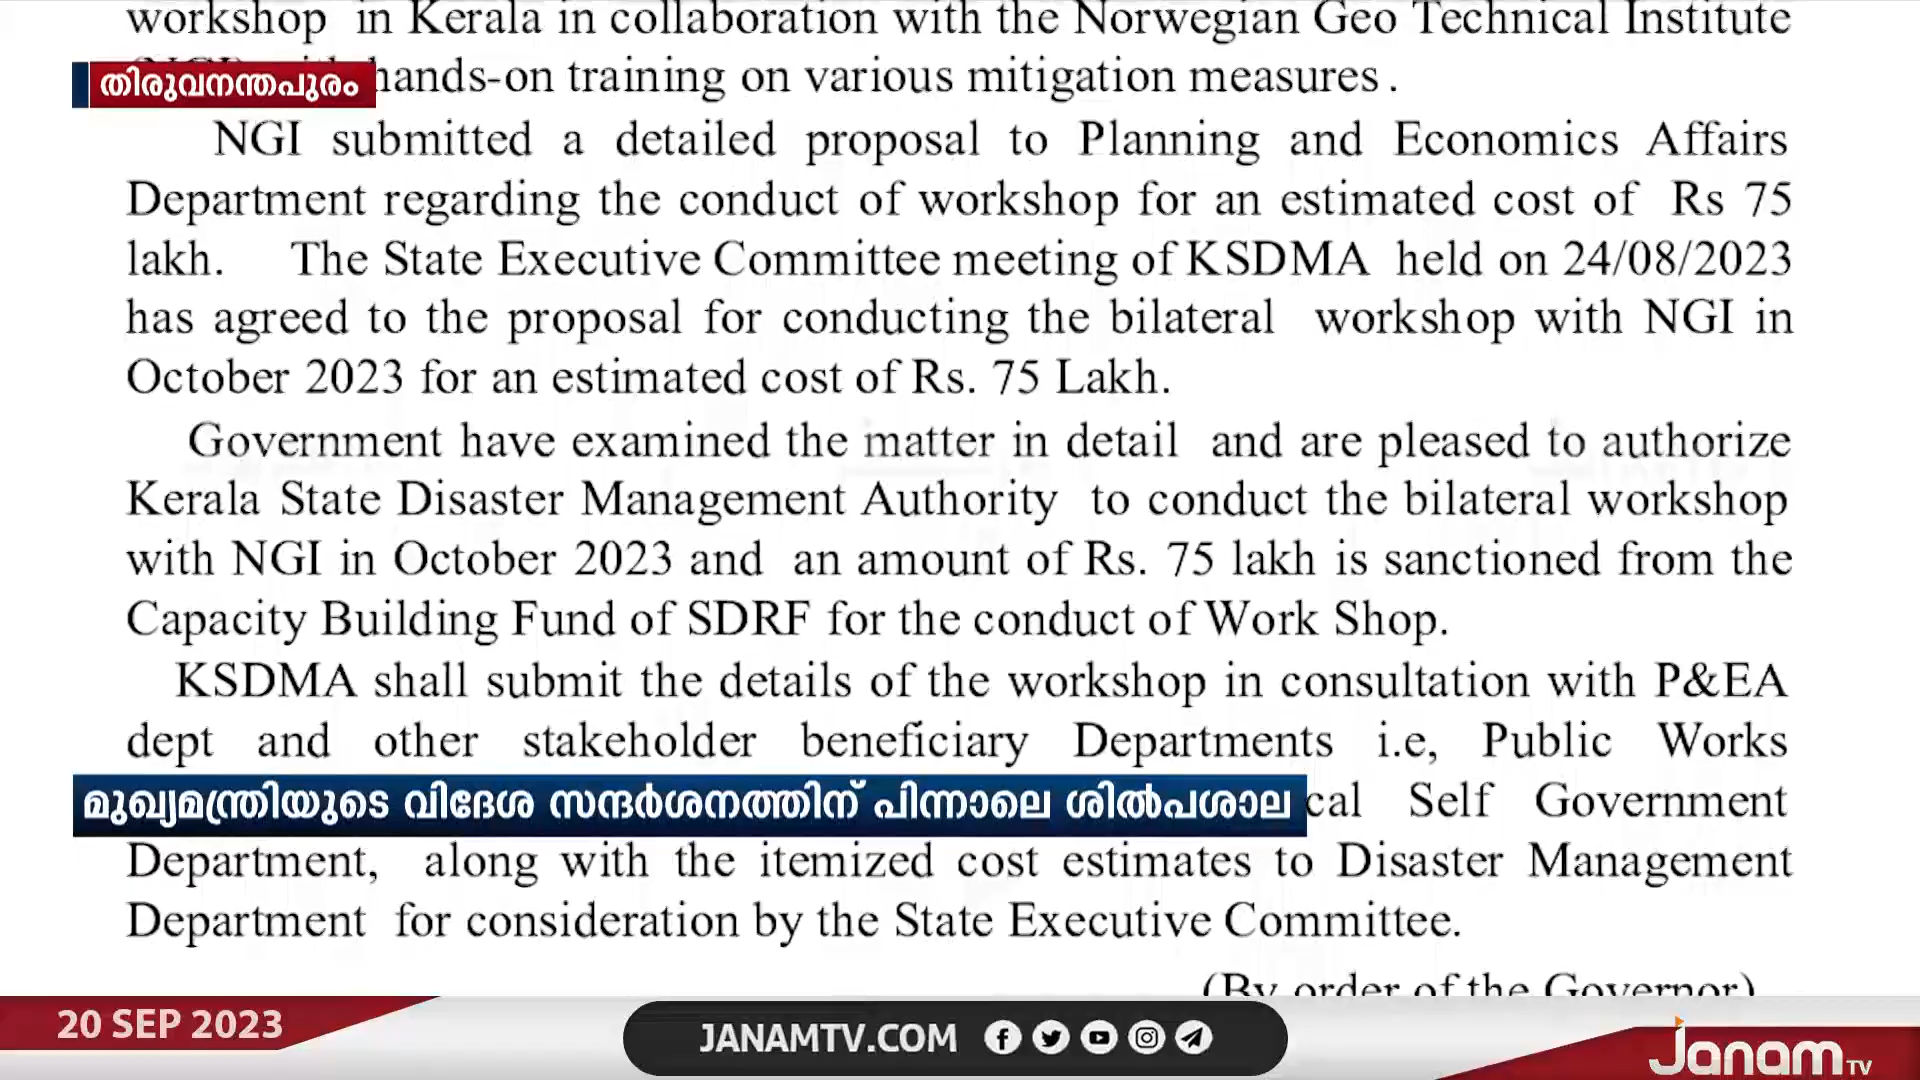 workshop in Kerala in collaboration with the Norwegian Geo Technical Institute
തിരുവനന്തപുരം
hands-on training on various mitigation measures .
NGI submitted a detailed proposal to Planning and Economics Affairs
Department regarding the conduct of workshop for an estimated cost of Rs 75
lakh. The State Executive Committee meeting of KSDMA held on 24/08/2023
has agreed to the proposal for conducting the bilateral workshop with NGI in
October 2023 for an estimated cost of Rs. 75 Lakh.
Government have examined the matter in detail and are pleased to authorize
Kerala State Disaster Management Authority to conduct the bilateral workshop
with NGI in October 2023 and an amount of Rs. 75 lakh is sanctioned from the
Capacity Building Fund of SDRF for the conduct of Work Shop.
KSDMA shall submit the details of the workshop in consultation with P&EA
dept and other stakeholder beneficiary Departments i.e, Public Works
മുഖ്യമന്ത്രിയുടെ വിദേശ സന്ദർശനത്തിന് പിന്നാലെ ശിൽപശാല
Self Government
Department, along with the itemized cost estimates to Disaster Management
Department for consideration by the State Executive Committee.
(By order of the Governor)
20 SEP 2023
JANAMTV.COM
Janam TV